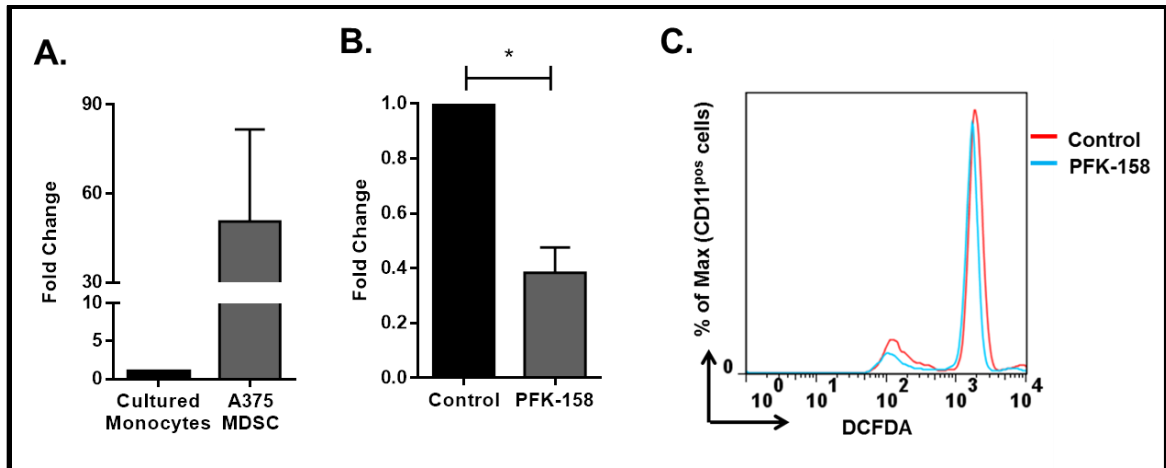 A.
90
60
30
10
5
0
Fold Change
Cultured Monocytes
A375 MDSC
B.
*
1.0
0.8
0.6
0.4
0.2
0.0
Fold Change
Control
PFK-158
C.
% of Max (CD11pos cells)
0
10 0
10 1
10 2
10 3
10 4
DCFDA
Control
PFK-158